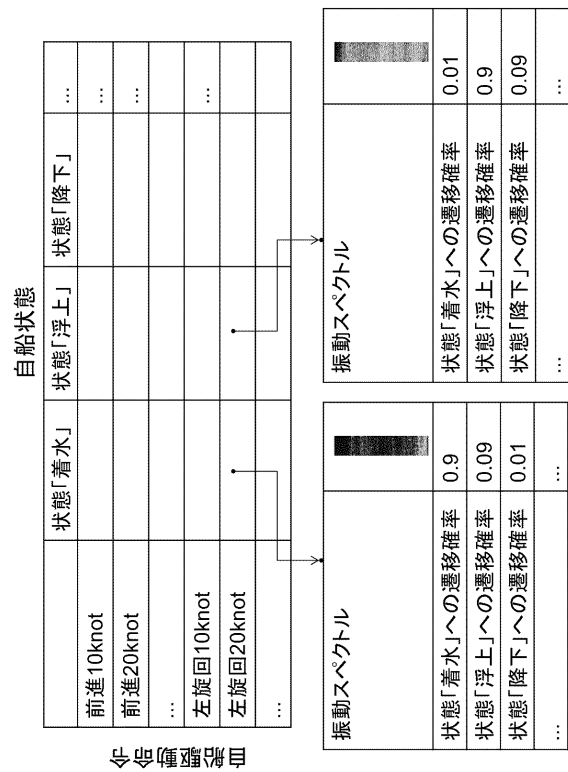 自船状態
自船駆動命令
状態「着水」 状態「浮上」 状態「降下」 …
前進10knot …
前進20knot …
…
左旋回10knot …
左旋回20knot
…
振動スペクトル
状態「着水」への遷移確率 0.9
状態「浮上」への遷移確率 0.09
状態「降下」への遷移確率 0.01
… …
振動スペクトル
状態「着水」への遷移確率 0.01
状態「浮上」への遷移確率 0.9
状態「降下」への遷移確率 0.09
… …